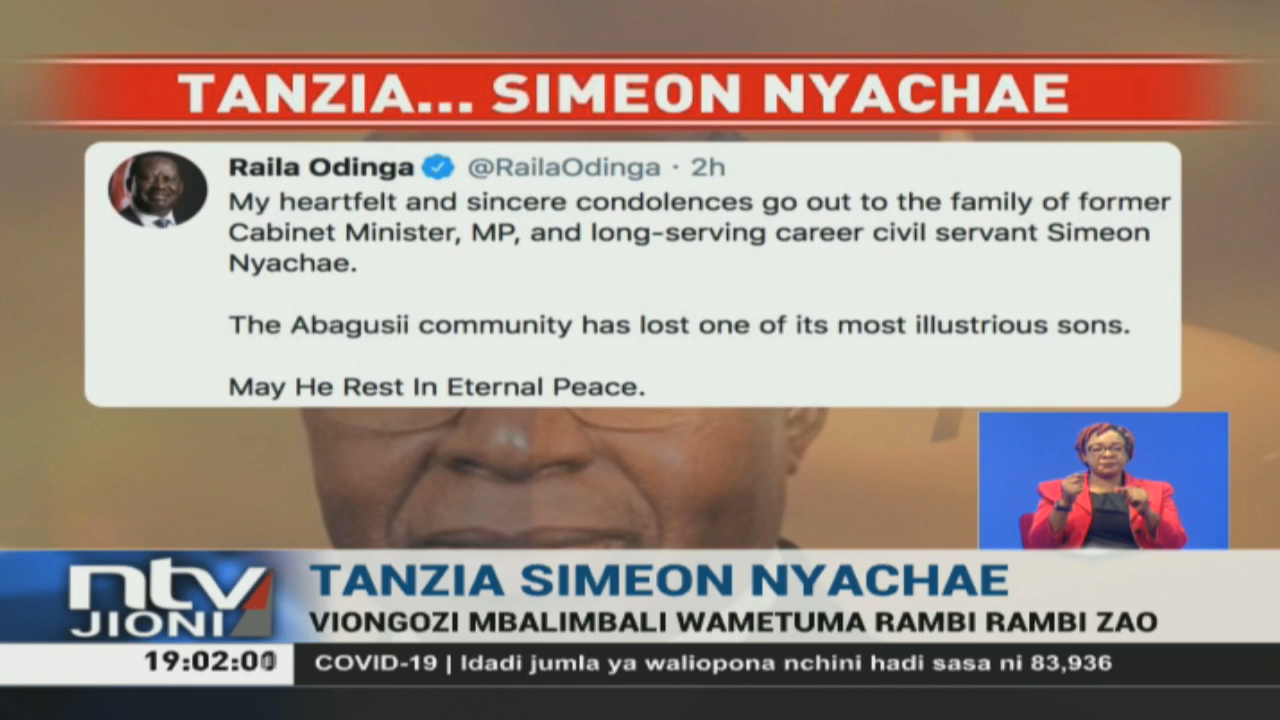 TANZIA... SIMEON NYACHAE
Raila Odinga @RailaOdinga · 2h
My heartfelt and sincere condolences go out to the family of former
Cabinet Minister, MP, and long-serving career civil servant Simeon
Nyachae.
The Abagusii community has lost one of its most illustrious sons.
May He Rest In Eternal Peace.
ntv
JIONI
TANZIA SIMEON NYACHAE
VIONGOZI MBALIMBALI WAMETUMA RAMBI RAMBI ZAO
19:02:00
COVID-19 | Idadi jumla ya waliopona nchini hadi sasa ni 83,936